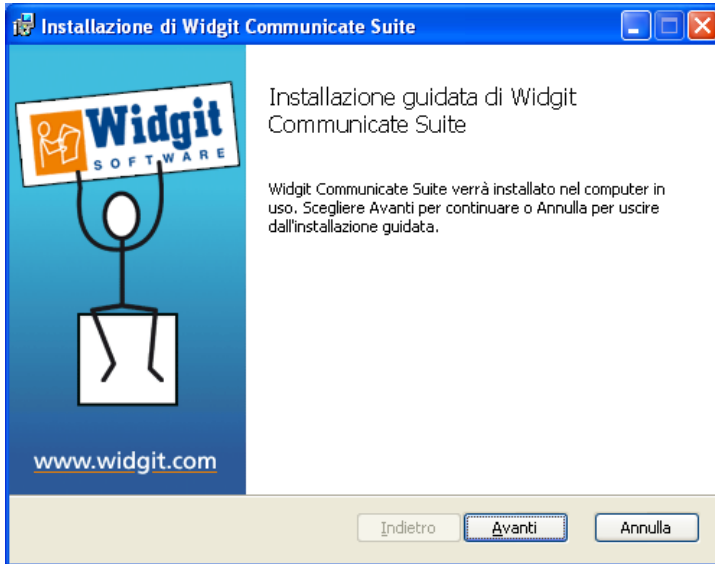 Installazione di Widgit Communicate Suite
Widgit
SOFTWARE
www.widgit.com
Installazione guidata di Widgit
Communicate Suite
Widgit Communicate Suite verrà installato nel computer in
uso. Scegliere Avanti per continuare o Annulla per uscire
dall'installazione guidata.
Indietro
Avanti
Annulla